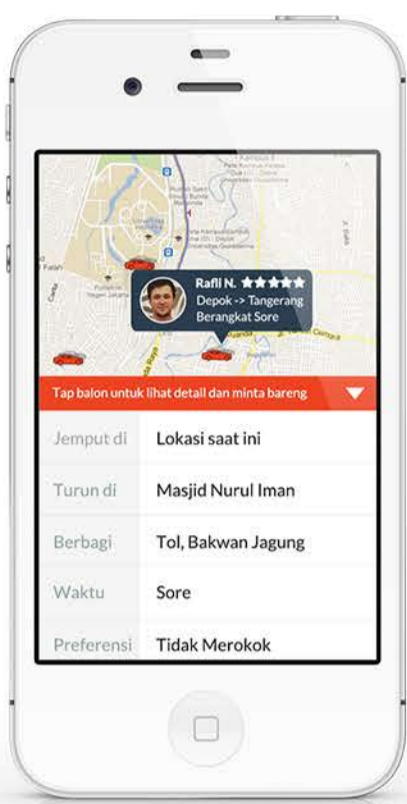 Rafli N. ★★★★★
Depok -> Tangerang
Berangkat Sore
Tap balon untuk lihat detail dan minta bareng
Jemput di Lokasi saat ini
Turun di Masjid Nurul Iman
Berbagi Tol, Bakwan Jagung
Waktu Sore
Preferensi Tidak Merokok